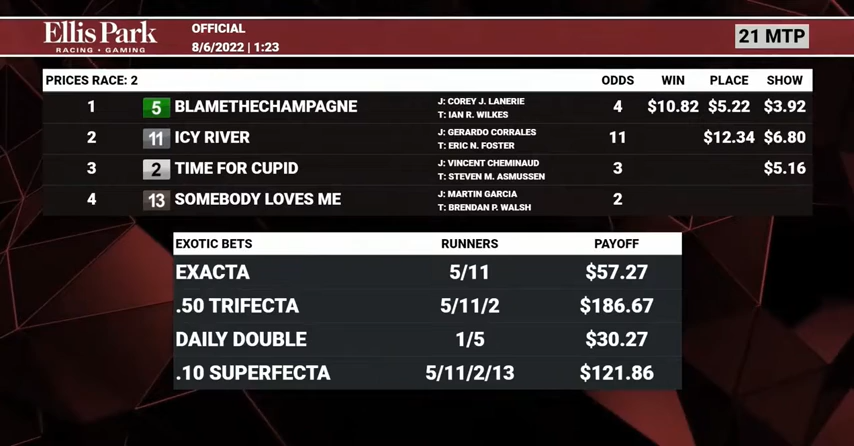 Ellis Park
RACING • GAMING
OFFICIAL
8/6/2022 | 1:23
21 MTP
PRICES RACE: 2 ODDS WIN PLACE SHOW
1 5 BLAMETHECHAMPAGNE J: COREY J. LANERIE T: IAN R. WILKES 4 $10.82 $5.22 $3.92
2 11 ICY RIVER J: GERARDO CORRALES T: ERIC N. FOSTER 11 $12.34 $6.80
3 2 TIME FOR CUPID J: VINCENT CHEMINAUD T: STEVEN M. ASMUSSEN 3 $5.16
4 13 SOMEBODY LOVES ME J: MARTIN GARCIA T: BRENDAN P. WALSH 2
EXOTIC BETS RUNNERS PAYOFF
EXACTA 5/11 $57.27
.50 TRIFECTA 5/11/2 $186.67
DAILY DOUBLE 1/5 $30.27
.10 SUPERFECTA 5/11/2/13 $121.86